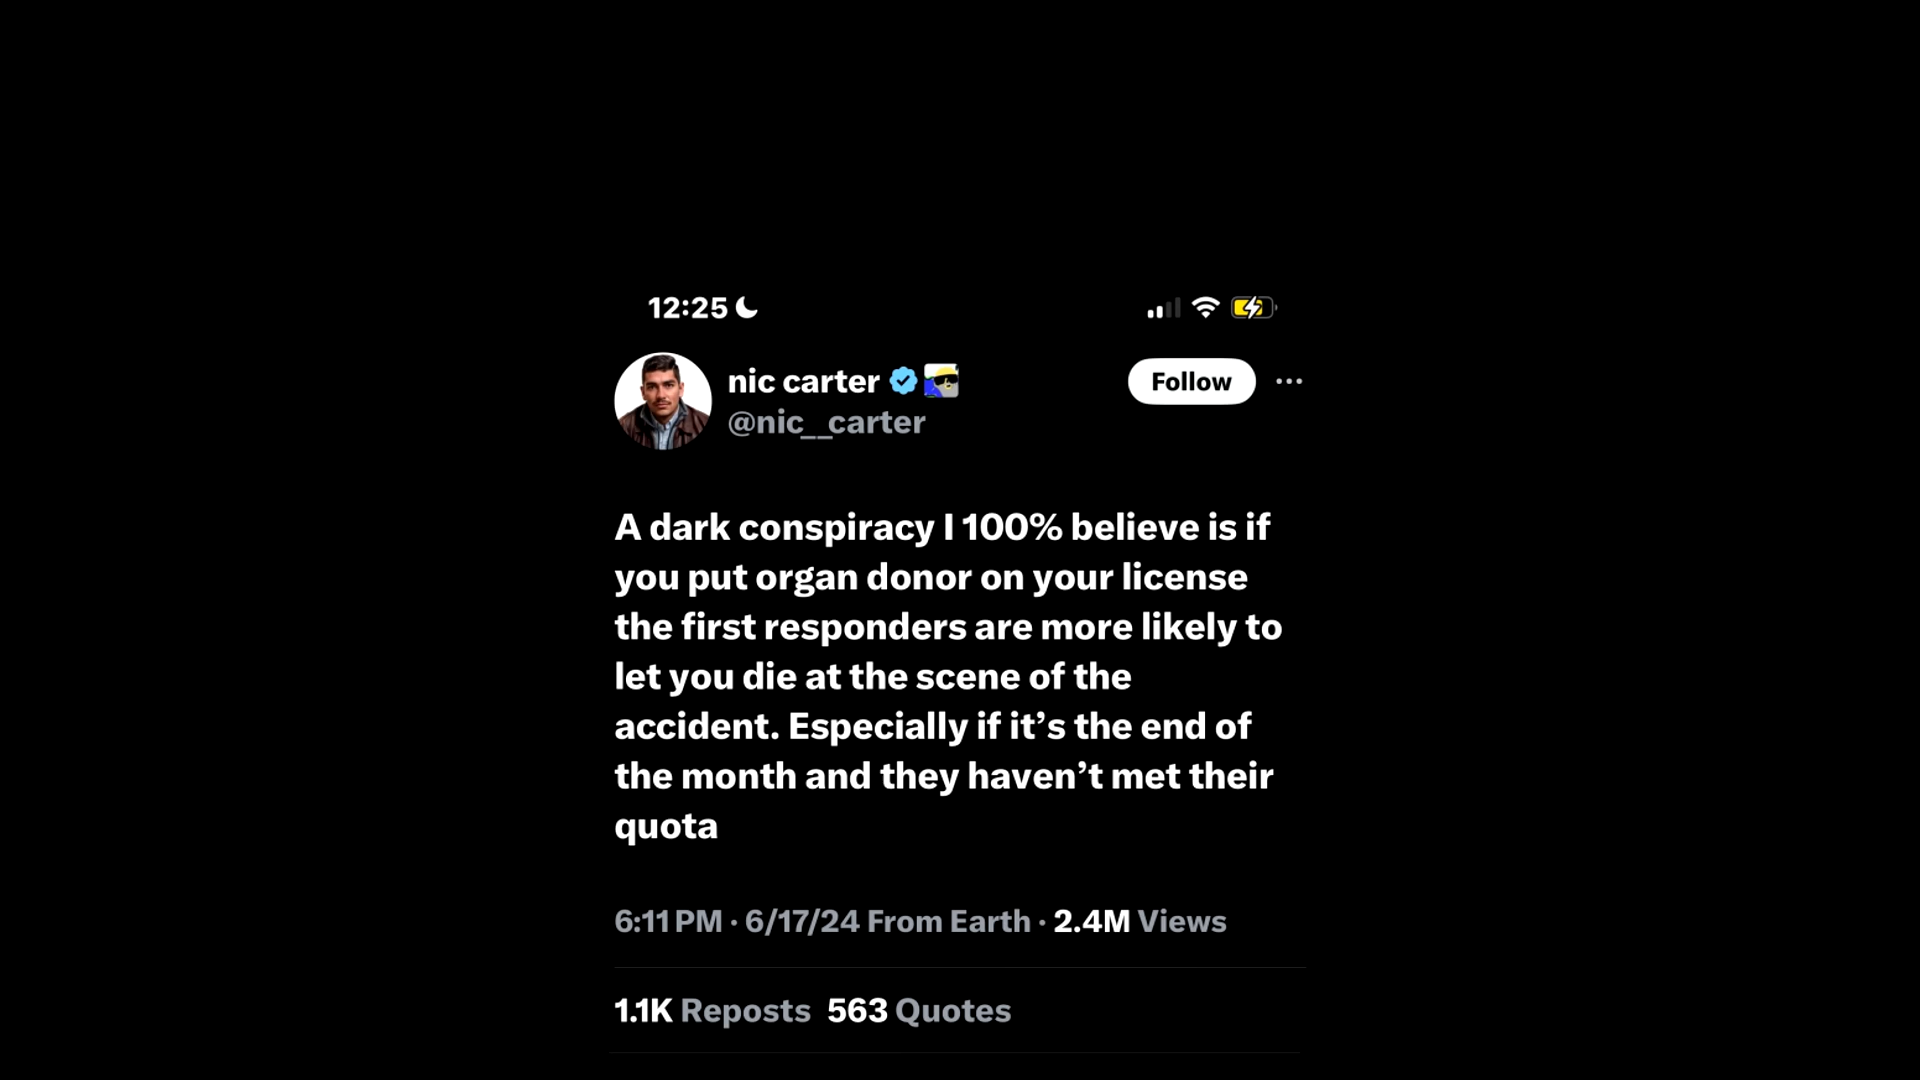 12:25
nic carter
Follow
@nic__carter
A dark conspiracy I 100% believe is if
you put organ donor on your license
the first responders are more likely to
let you die at the scene of the
accident. Especially if it’s the end of
the month and they haven’t met their
quota
6:11 PM · 6/17/24 From Earth · 2.4M Views
1.1K Reposts 563 Quotes